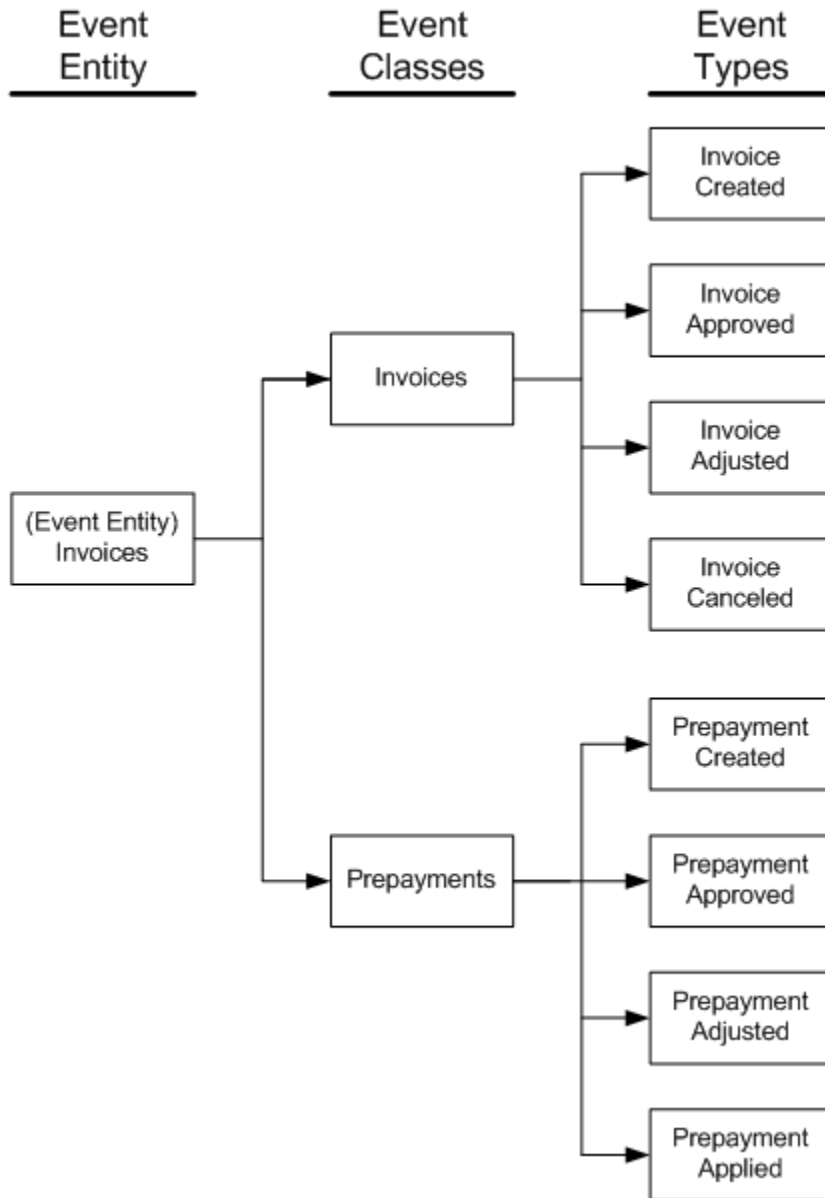 Event
Entity
Event
Classes
Event
Types
Invoice
Created
Invoice
Approved
Invoices
Invoice
Adjusted
(Event Entity)
Invoices
Invoice
Canceled
Prepayment
Created
Prepayments
Prepayment
Approved
Prepayment
Adjusted
Prepayment
Applied